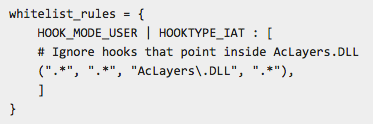 whitelist_rules = {
    HOOK_MODE_USER | HOOKTYPE_IAT : [
    # Ignore hooks that point inside AcLayers.DLL
    (".*", ".*", "AcLayers\.DLL", ".*"),
    ]
}